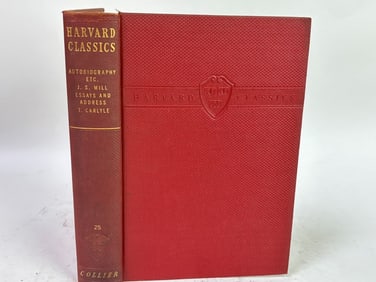 HARVARD
CLASSICS
AUTOBIOGRAPHY
ETC.
J. S. MILL
ESSAYS AND
ADDRESS
T. CARLYLE
25
COLLIER
HARVARD CLASSICS